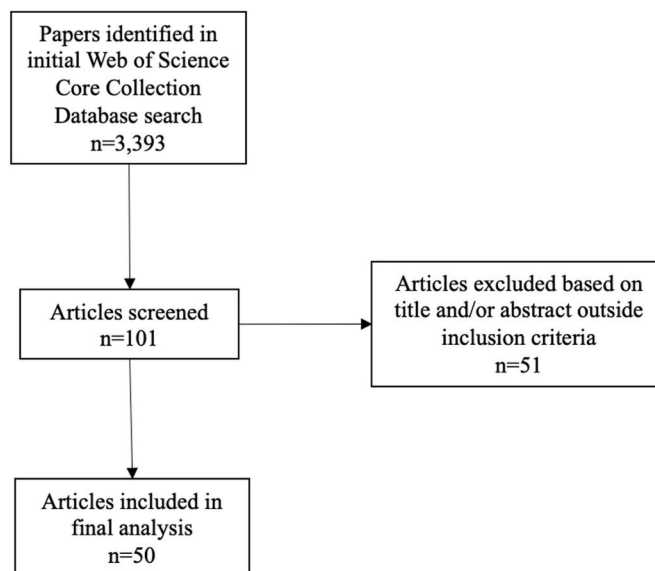 Papers identified in
initial Web of Science
Core Collection
Database search
n=3,393
Articles screened
n=101
Articles excluded based on
title and/or abstract outside
inclusion criteria
n=51
Articles included in
final analysis
n=50